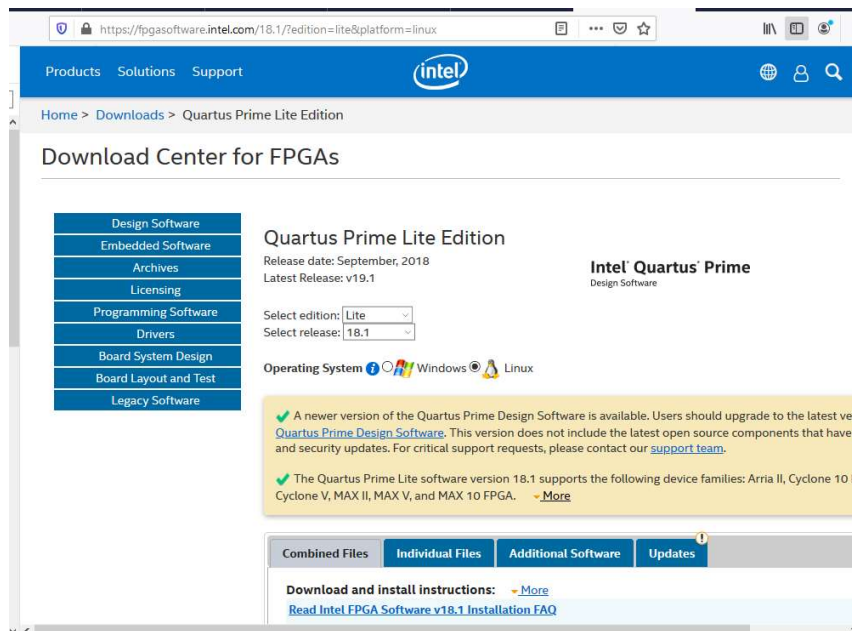 https://fpgasoftware.intel.com/18.1/?edition=lite&platform=linux
Products Solutions Support
intel
Home > Downloads > Quartus Prime Lite Edition
Download Center for FPGAs
Design Software
Embedded Software
Archives
Licensing
Programming Software
Drivers
Board System Design
Board Layout and Test
Legacy Software
Quartus Prime Lite Edition
Release date: September, 2018
Latest Release: v19.1
Intel® Quartus® Prime
Design Software
Select edition: Lite
Select release: 18.1
Operating System Windows Linux
A newer version of the Quartus Prime Design Software is available. Users should upgrade to the latest ve
Quartus Prime Design Software. This version does not include the latest open source components that have
and security updates. For critical support requests, please contact our support team.
The Quartus Prime Lite software version 18.1 supports the following device families: Arria II, Cyclone 10
Cyclone V, MAX II, MAX V, and MAX 10 FPGA. More
Combined Files Individual Files Additional Software Updates
Download and install instructions: More
Read Intel FPGA Software v18.1 Installation FAQ